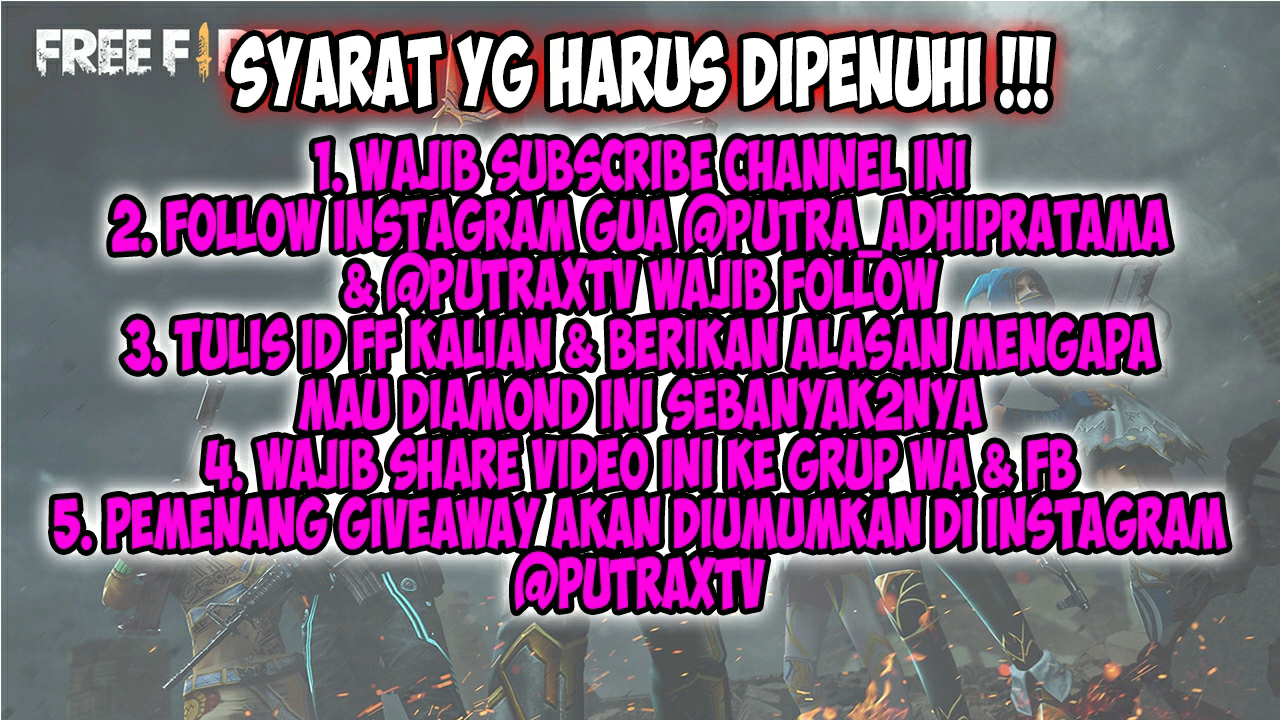 FREE FI
SYARAT YG HARUS DIPENUHI !!!
1. WAJIB SUBSCRIBE CHANNEL INI
2. FOLLOW INSTAGRAM GUA @PUTRA_ADHIPRATAMA
& @PUTRAXTV WAJIB FOLLOW
3. TULIS ID FF KALIAN & BERIKAN ALASAN MENGAPA
MAU DIAMOND INI SEBANYAK2NYA
4. WAJIB SHARE VIDEO INI KE GRUP WA & FB
5. PEMENANG GIVEAWAY AKAN DIUMUMKAN DI INSTAGRAM
@PUTRAXTV